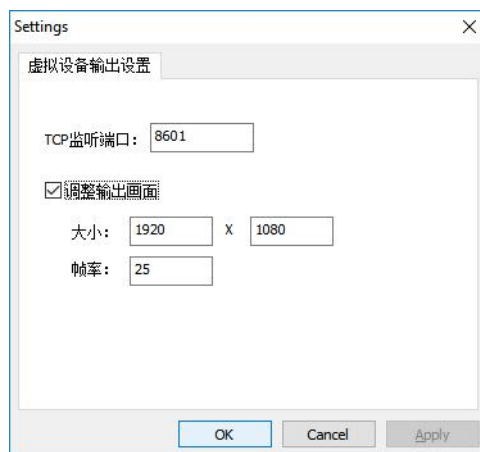 Settings
虚拟设备输出设置
TCP监听端口: 8601
调整输出画面
大小: 1920 X 1080
帧率: 25
OK Cancel Apply